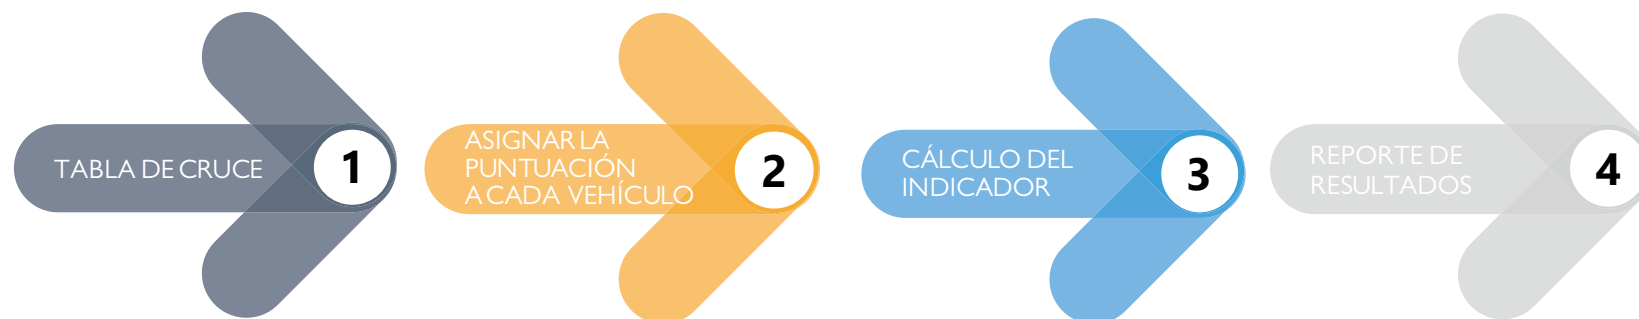 TABLA DE CRUCE
1
ASIGNAR LA
PUNTUACIÓN
A CADA VEHÍCULO
2
CÁLCULO DEL
INDICADOR
3
REPORTE DE
RESULTADOS
4